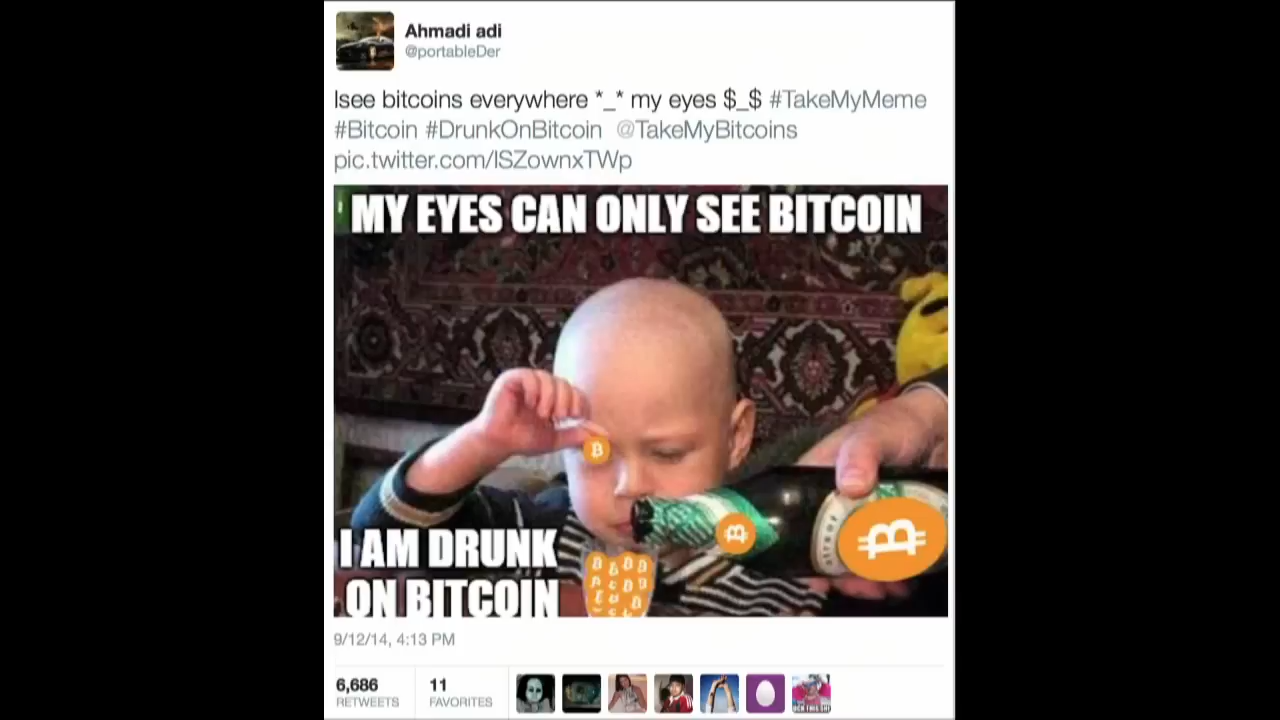 Ahmadi adi
@portableDer
Isee bitcoins everywhere *_* my eyes $_$ #TakeMyMeme
#Bitcoin #DrunkOnBitcoin @TakeMyBitcoins
pic.twitter.com/lSZownxTWp
MY EYES CAN ONLY SEE BITCOIN
I AM DRUNK
ON BITCOIN
9/12/14, 4:13 PM
6,686
RETWEETS
11
FAVORITES